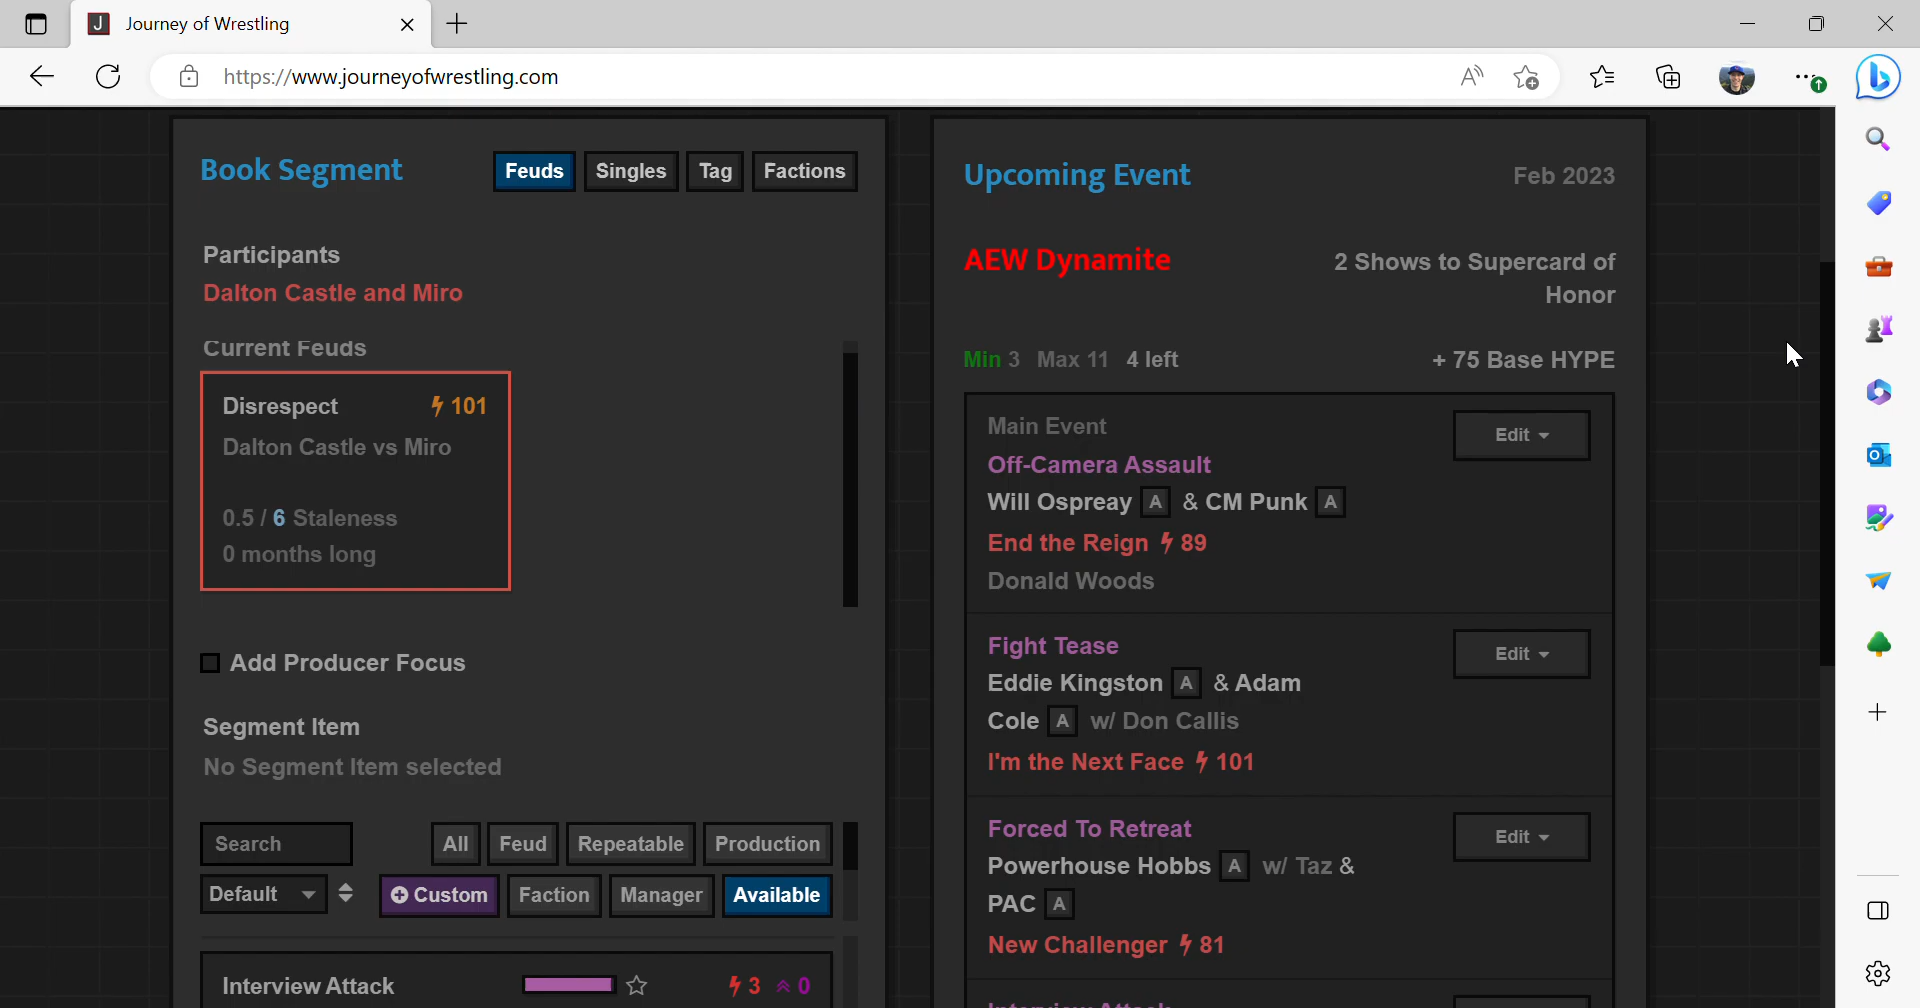 Journey of Wrestling
https://www.journeyofwrestling.com
Book Segment
Feuds Singles Tag Factions
Participants
Dalton Castle and Miro
Current Feuds
Disrespect 101
Dalton Castle vs Miro
0.5 / 6 Staleness
0 months long
Add Producer Focus
Segment Item
No Segment Item selected
Search All Feud Repeatable Production
Default Custom Faction Manager Available
Interview Attack 3 0
Upcoming Event Feb 2023
AEW Dynamite 2 Shows to Supercard of
Honor
Min 3 Max 11 4 left + 75 Base HYPE
Main Event Edit
Off-Camera Assault
Will Ospreay A & CM Punk A
End the Reign 89
Donald Woods
Fight Tease Edit
Eddie Kingston A & Adam
Cole A w/ Don Callis
I'm the Next Face 101
Forced To Retreat Edit
Powerhouse Hobbs A w/ Taz &
PAC A
New Challenger 81
Interview Attack